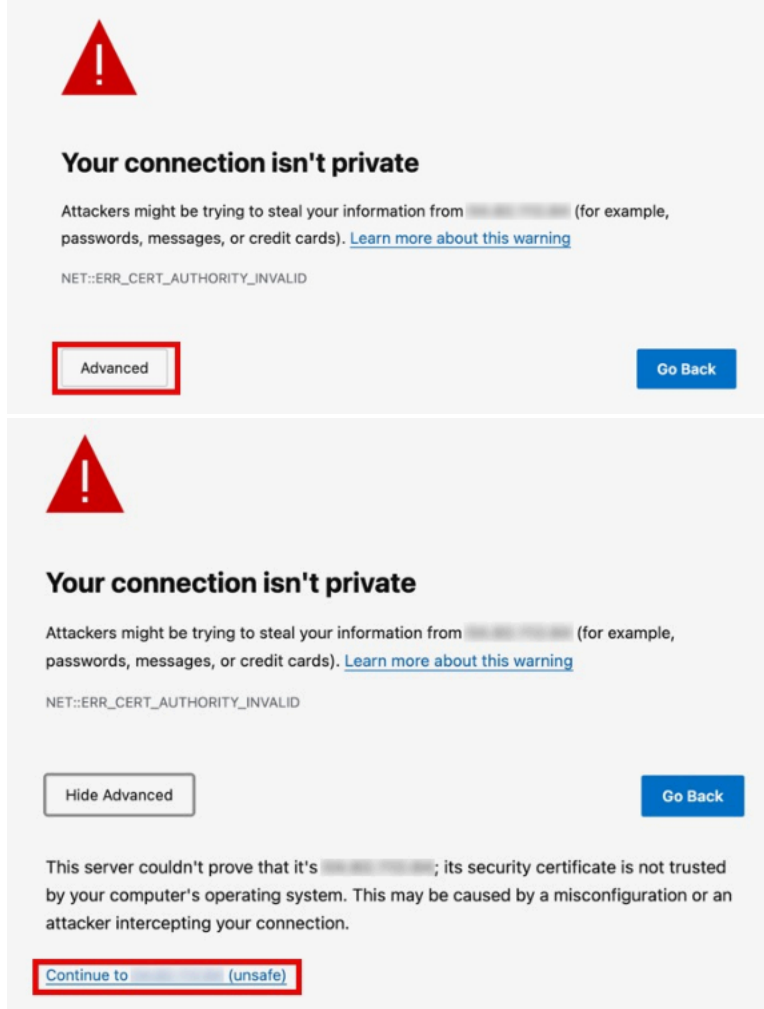 Your connection isn't private
Attackers might be trying to steal your information from (for example,
passwords, messages, or credit cards). Learn more about this warning
NET::ERR_CERT_AUTHORITY_INVALID
Advanced
Go Back
Your connection isn't private
Attackers might be trying to steal your information from (for example,
passwords, messages, or credit cards). Learn more about this warning
NET::ERR_CERT_AUTHORITY_INVALID
Hide Advanced
Go Back
This server couldn't prove that it's ; its security certificate is not trusted
by your computer's operating system. This may be caused by a misconfiguration or an
attacker intercepting your connection.
Continue to (unsafe)